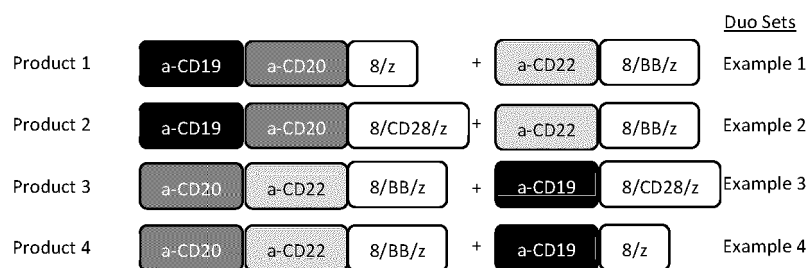 Duo Sets
Product 1 a-CD19 a-CD20 8/z + a-CD22 8/BB/z Example 1
Product 2 a-CD19 a-CD20 8/CD28/z + a-CD22 8/BB/z Example 2
Product 3 a-CD20 a-CD22 8/BB/z + a-CD19 8/CD28/z Example 3
Product 4 a-CD20 a-CD22 8/BB/z + a-CD19 8/z Example 4